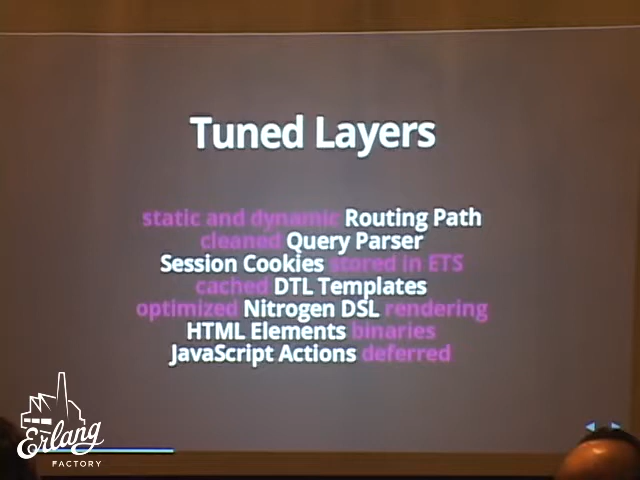 Tuned Layers
static and dynamic Routing Path
cleaned Query Parser
Session Cookies stored in ETS
cached DTL Templates
optimized Nitrogen DSL rendering
HTML Elements binaries
JavaScript Actions deferred
Erlang
FACTORY